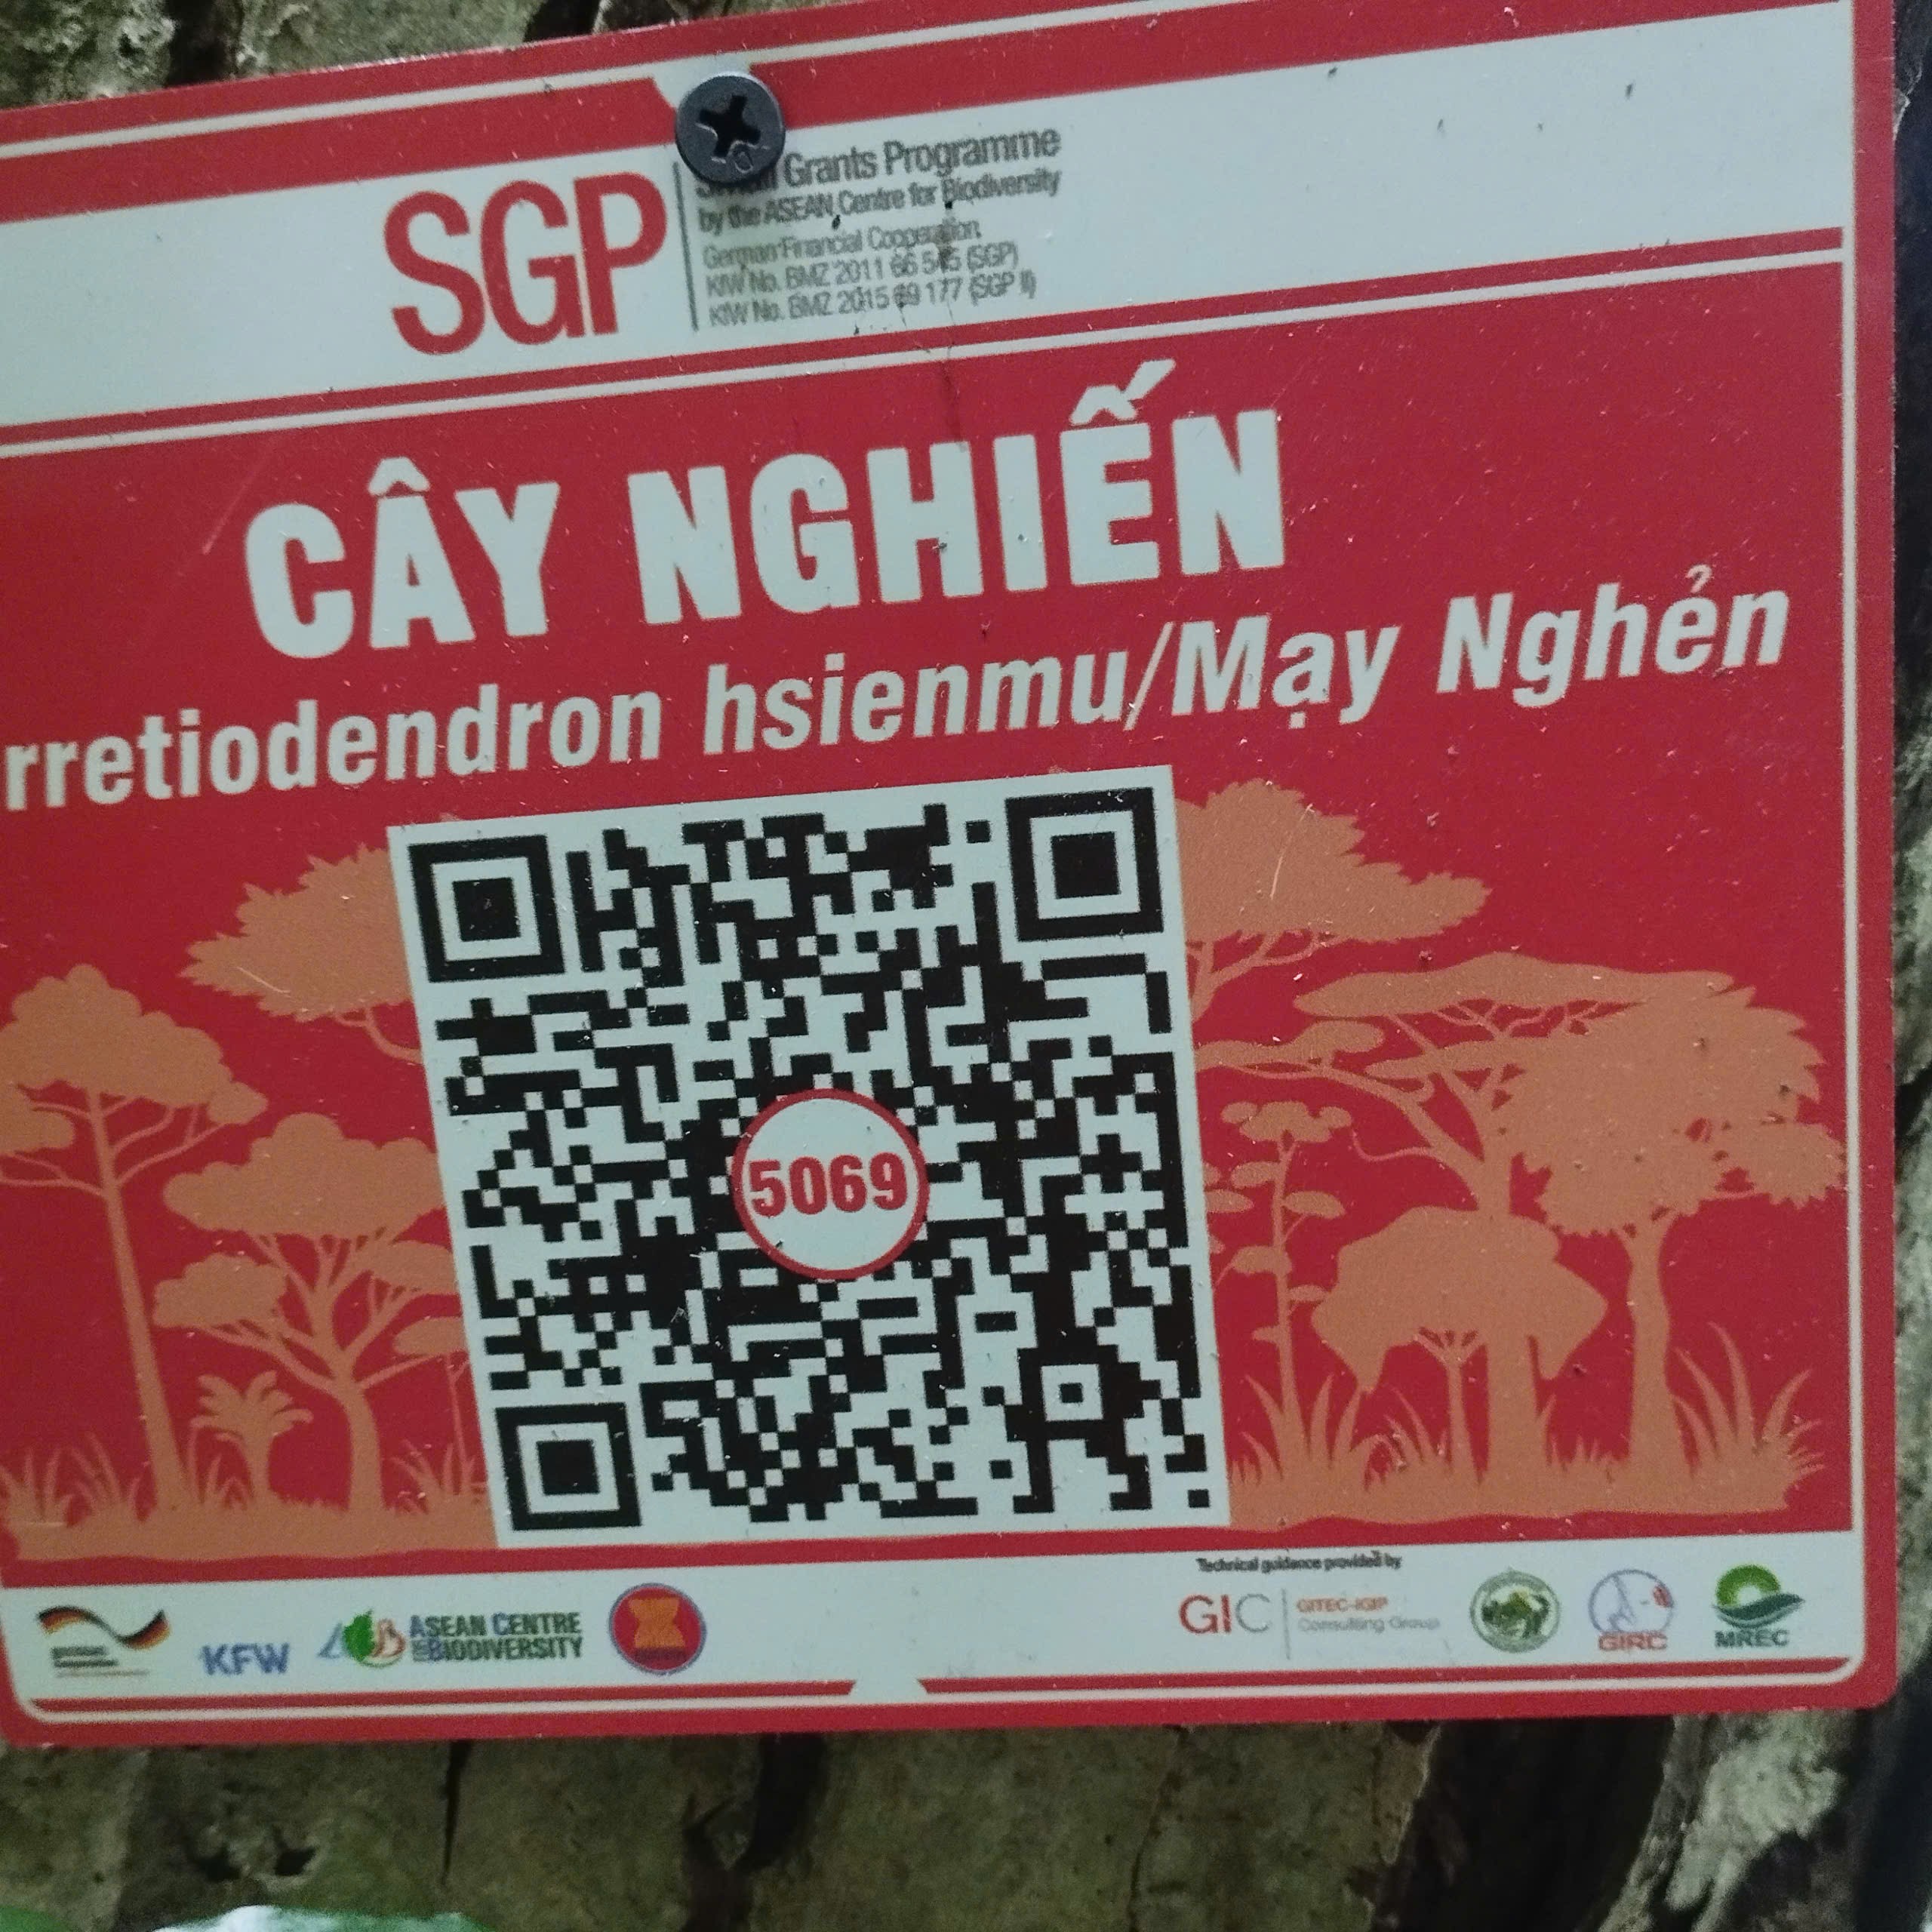 SGP
Grants Programme
by the ASEAN Centre for Biodiversity
German Financial Cooperation
KfW No. BMZ 2011 66 545 (SGP)
KfW No. BMZ 2015 69 177 (SGP II)
CÂY NGHIẾN
rretiodendron hsienmu/Mạy Nghẻn
5069
KFW
ASEAN CENTRE
FOR BIODIVERSITY
Technical guidance provided by
GIC
GITEC-IGIP
Consulting Group
GIRC
MREC